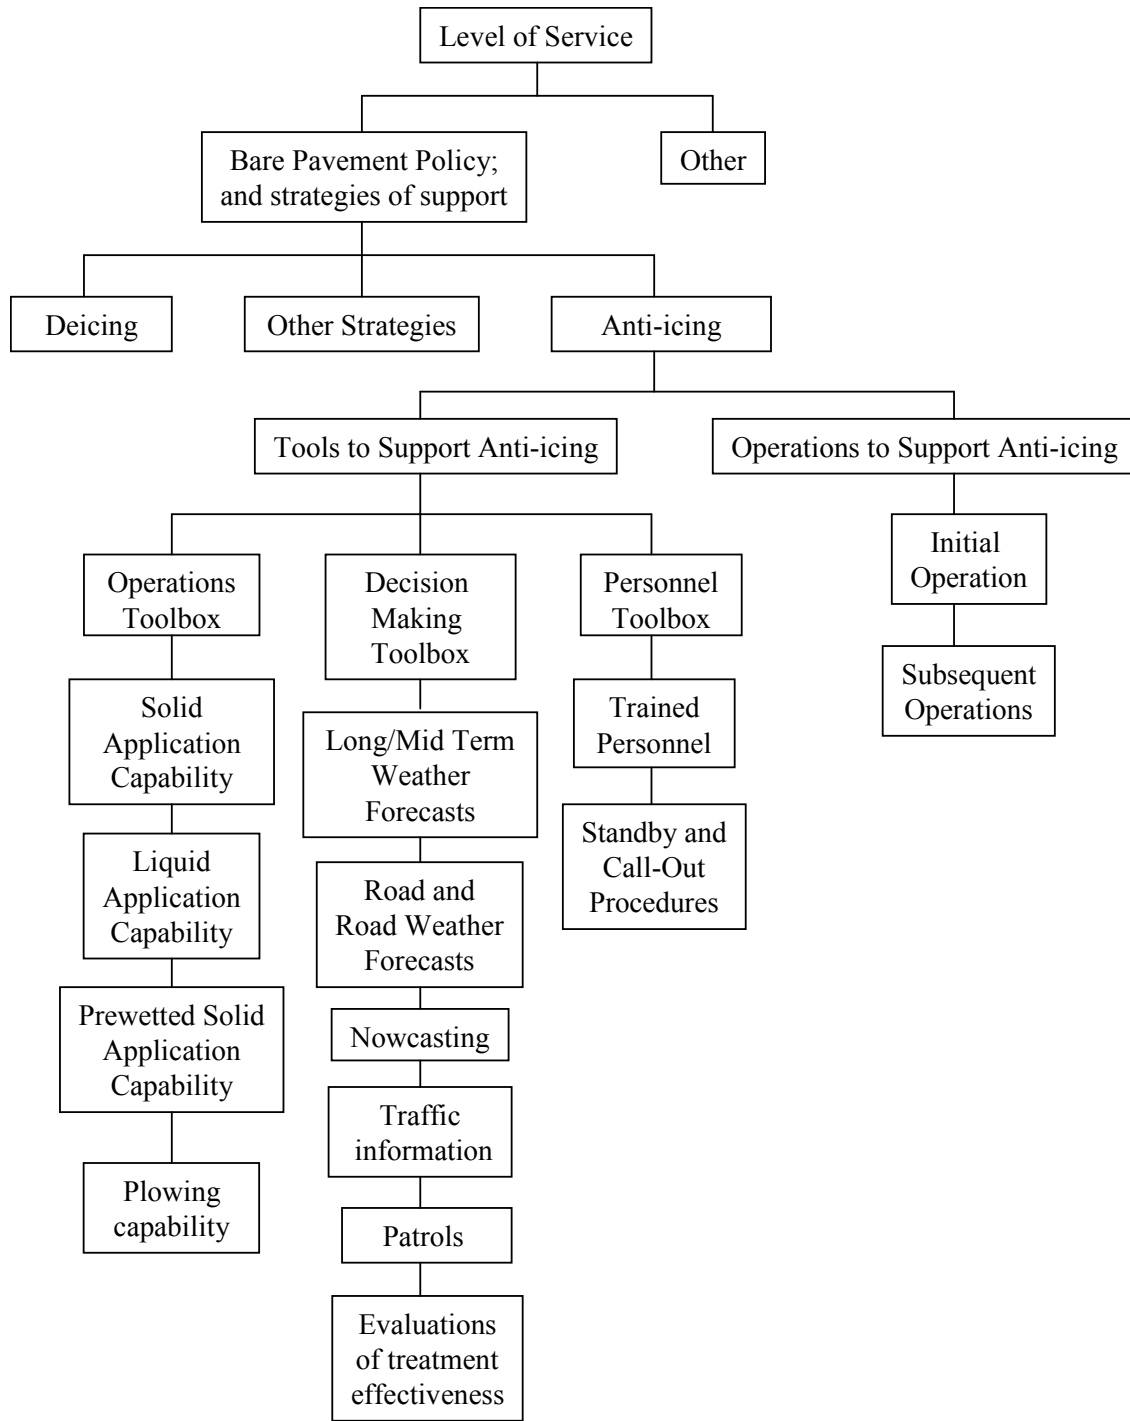 Level of Service
Bare Pavement Policy;
and strategies of support
Other
Deicing
Other Strategies
Anti-icing
Tools to Support Anti-icing
Operations to Support Anti-icing
Operations
Toolbox
Solid
Application
Capability
Liquid
Application
Capability
Prewetted Solid
Application
Capability
Plowing
capability
Decision
Making
Toolbox
Long/Mid Term
Weather
Forecasts
Road and
Road Weather
Forecasts
Nowcasting
Traffic
information
Patrols
Evaluations
of treatment
effectiveness
Personnel
Toolbox
Trained
Personnel
Standby and
Call-Out
Procedures
Initial
Operation
Subsequent
Operations